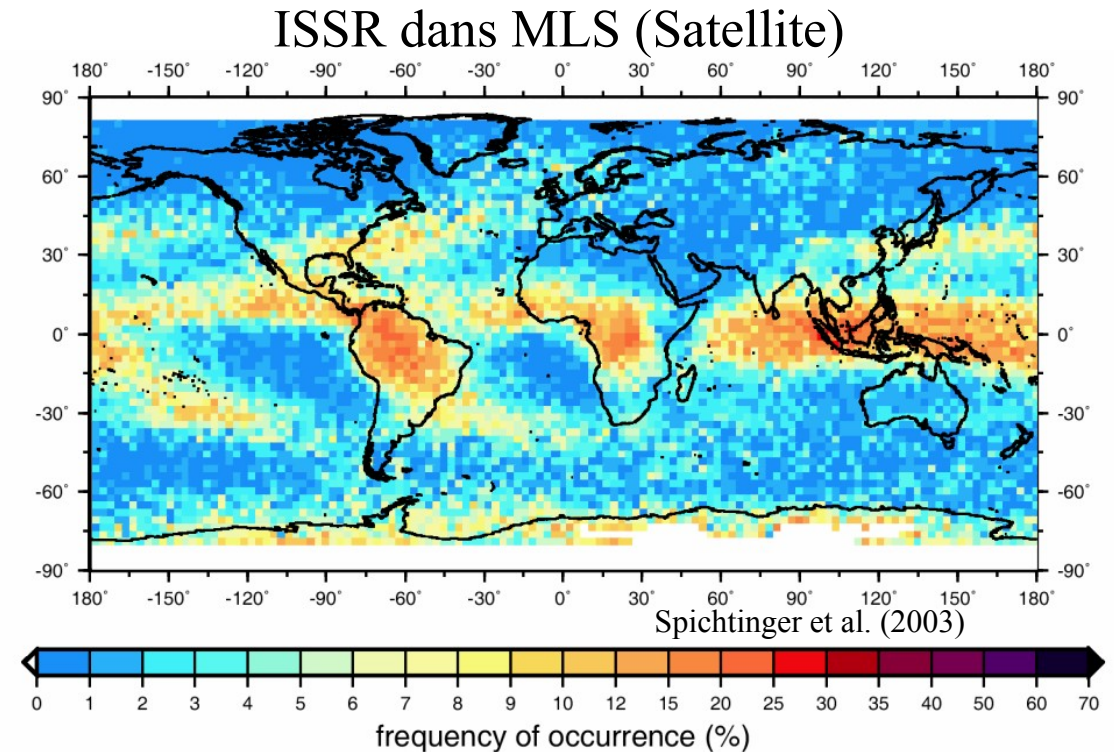 ISSR dans MLS (Satellite)
180° -150° -120° -90° -60° -30° 0° 30° 60° 90° 120° 150° 180°
90° 90°
60° 60°
30° 30°
0° 0°
-30° -30°
-60° -60°
-90° -90°
180° -150° -120° -90° -60° -30° 0° 30° 60° 90° 120° 150° 180°
Spichtinger et al. (2003)
0 1 2 3 4 5 6 7 8 9 10 12 15 20 25 30 35 40 50 60 70
frequency of occurrence (%)